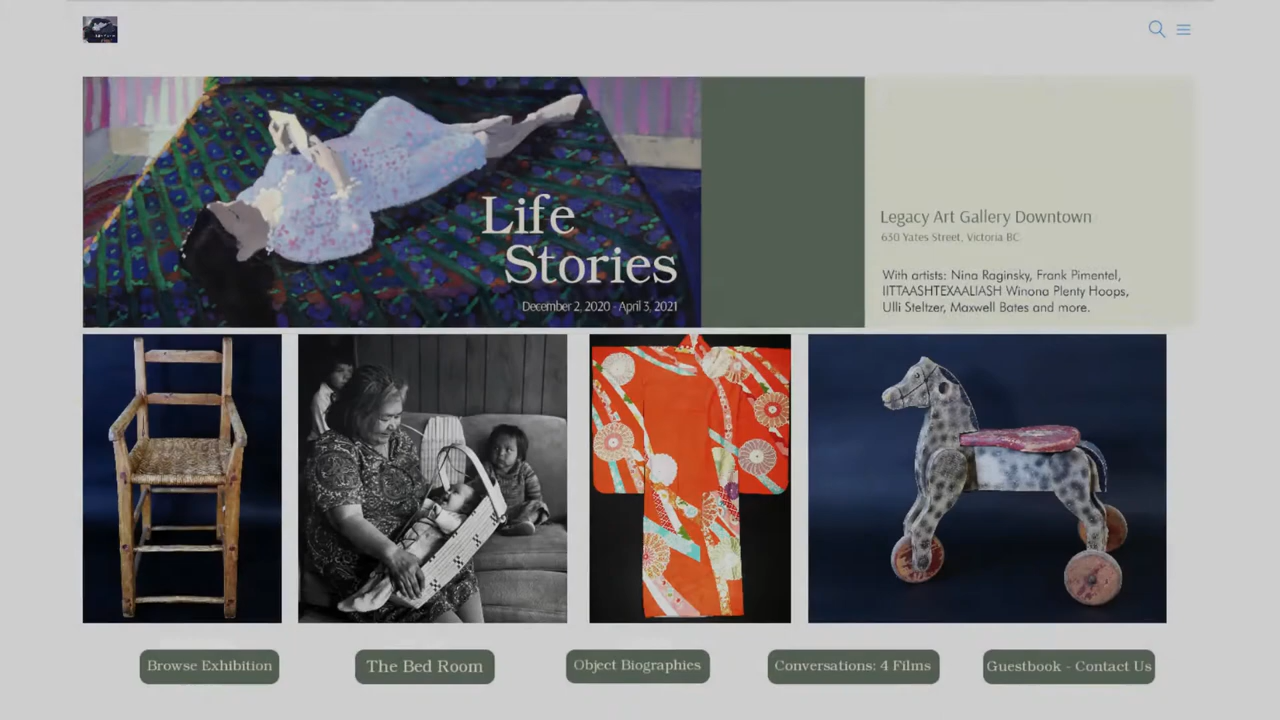 Life
Stories
December 2, 2020 - April 3, 2021
Legacy Art Gallery Downtown
630 Yates Street, Victoria BC
With artists: Nina Raginsky, Frank Pimentel,
IITTAASHTEXAALIASH Winona Plenty Hoops,
Ulli Steltzer, Maxwell Bates and more.
Browse Exhibition
The Bed Room
Object Biographies
Conversations: 4 Films
Guestbook - Contact Us